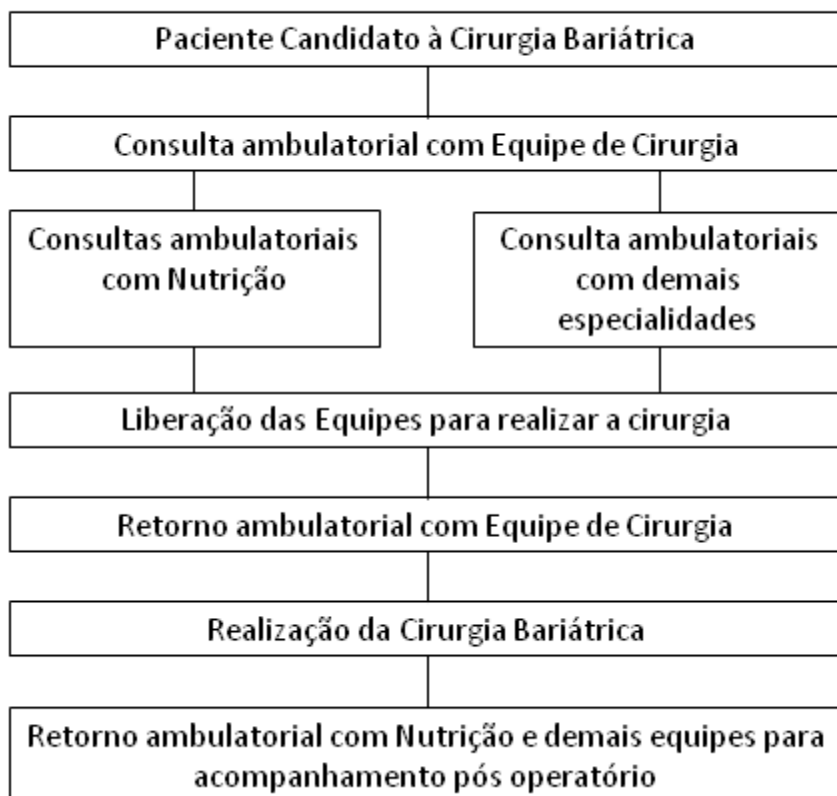 Paciente Candidato à Cirurgia Bariátrica
Consulta ambulatorial com Equipe de Cirurgia
Consultas ambulatoriais
com Nutrição
Consulta ambulatoriais
com demais
especialidades
Liberação das Equipes para realizar a cirurgia
Retorno ambulatorial com Equipe de Cirurgia
Realização da Cirurgia Bariátrica
Retorno ambulatorial com Nutrição e demais equipes para
acompanhamento pós operatório